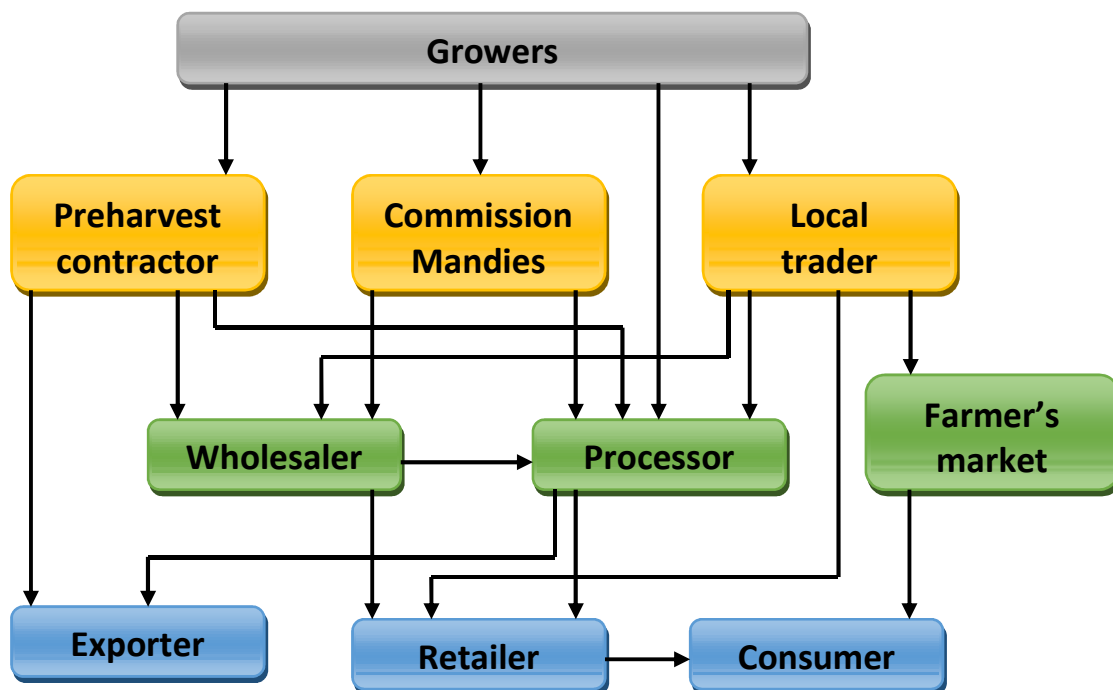 Growers
Preharvest
contractor
Commission
Mandies
Local
trader
Wholesaler
Processor
Farmer’s
market
Exporter
Retailer
Consumer